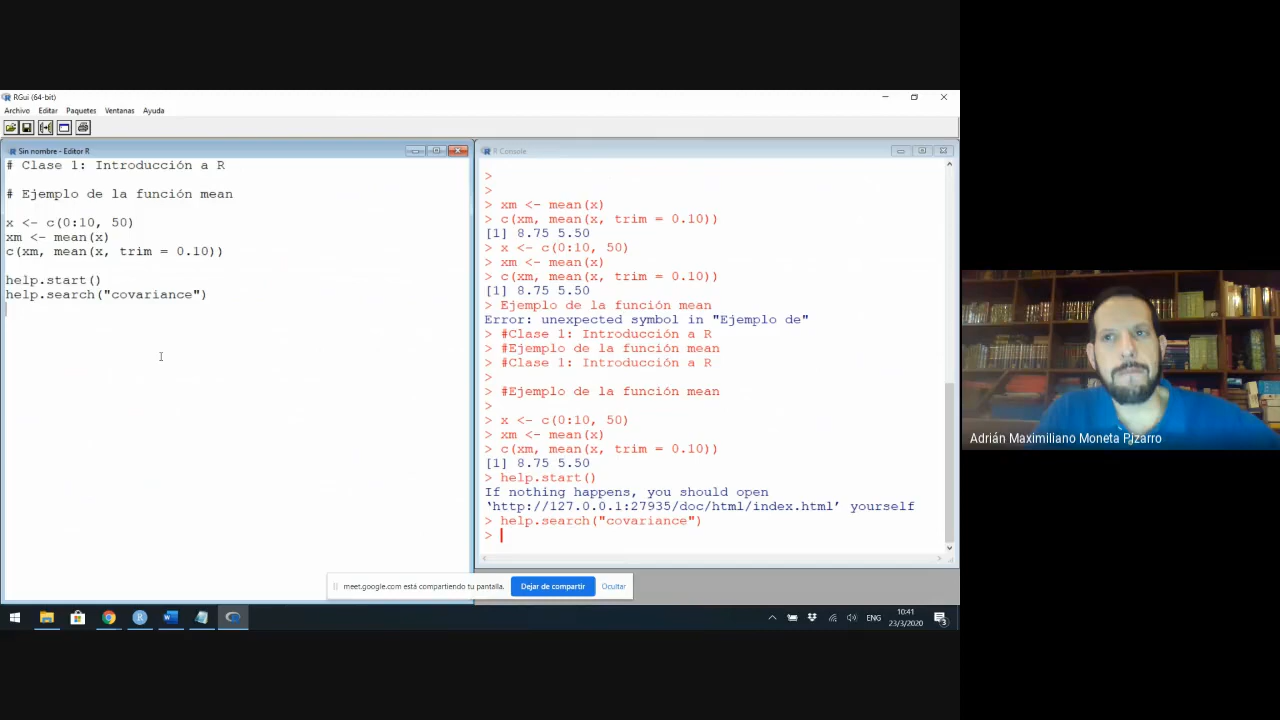 RGui (64-bit)
Archivo Editar Paquetes Ventanas Ayuda
Sin nombre - Editor R
# Clase 1: Introducción a R
# Ejemplo de la función mean
x <- c(0:10, 50)
xm <- mean(x)
c(xm, mean(x, trim = 0.10))
help.start()
help.search("covariance")
R Console
>
>
> xm <- mean(x)
> c(xm, mean(x, trim = 0.10))
[1] 8.75 5.50
> x <- c(0:10, 50)
> xm <- mean(x)
> c(xm, mean(x, trim = 0.10))
[1] 8.75 5.50
> Ejemplo de la función mean
Error: unexpected symbol in "Ejemplo de"
> #Clase 1: Introducción a R
> #Ejemplo de la función mean
> #Clase 1: Introducción a R
>
> #Ejemplo de la función mean
>
> x <- c(0:10, 50)
> xm <- mean(x)
> c(xm, mean(x, trim = 0.10))
[1] 8.75 5.50
> help.start()
If nothing happens, you should open
‘http://127.0.0.1:27935/doc/html/index.html’ yourself
> help.search("covariance")
>
meet.google.com está compartiendo tu pantalla. Dejar de compartir Ocultar
ENG
10:41
23/3/2020
3
Adrián Maximiliano Moneta Pizarro